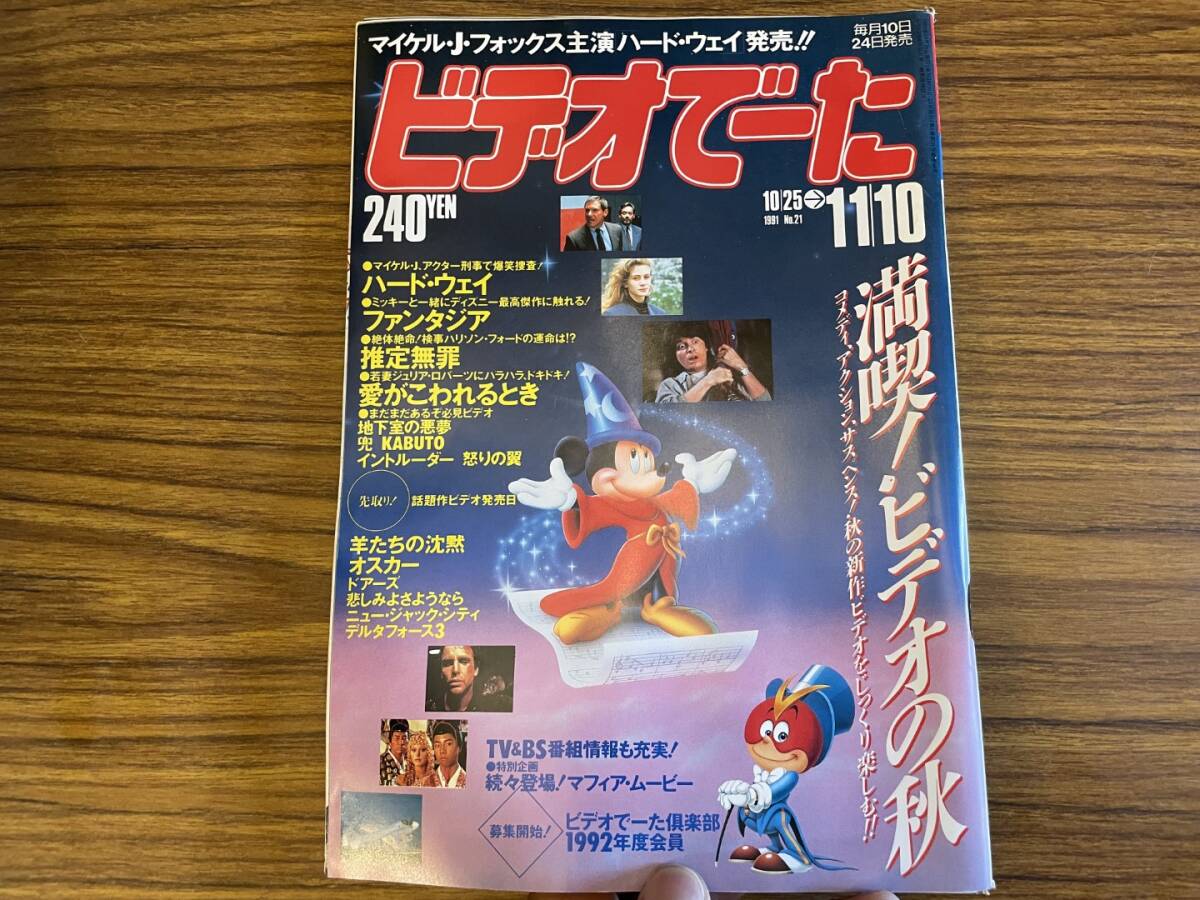 マイケル・J・フォックス主演ハード・ウェイ発売!!
毎月10日
24日発売
ビデオでーた
240YEN
10/25→11/10
1991 No.21
●マイケル・J、アクター刑事で爆笑捜査!
ハード・ウェイ
●ミッキーと一緒にディズニー最高傑作に触れる!
ファンタジア
●絶体絶命!検事ハリソン・フォードの運命は!?
推定無罪
●若妻ジュリア・ロバーツにハラハラ、ドキドキ!
愛がこわれるとき
●まだまだあるぞ必見ビデオ
地下室の悪夢
兜 KABUTO
イントルーダー 怒りの翼
先取り!
話題作ビデオ発売日
羊たちの沈黙
オスカー
ドアーズ
悲しみよさようなら
ニュー・ジャック・シティ
デルタフォース3
満喫!ビデオの秋
コメディ、アクション、サスペンス!秋の新作ビデオをじっくり楽しむ!!
TV&BS番組情報も充実!
●特別企画
続々登場!マフィア・ムービー
募集開始!
ビデオでーた倶楽部
1992年度会員